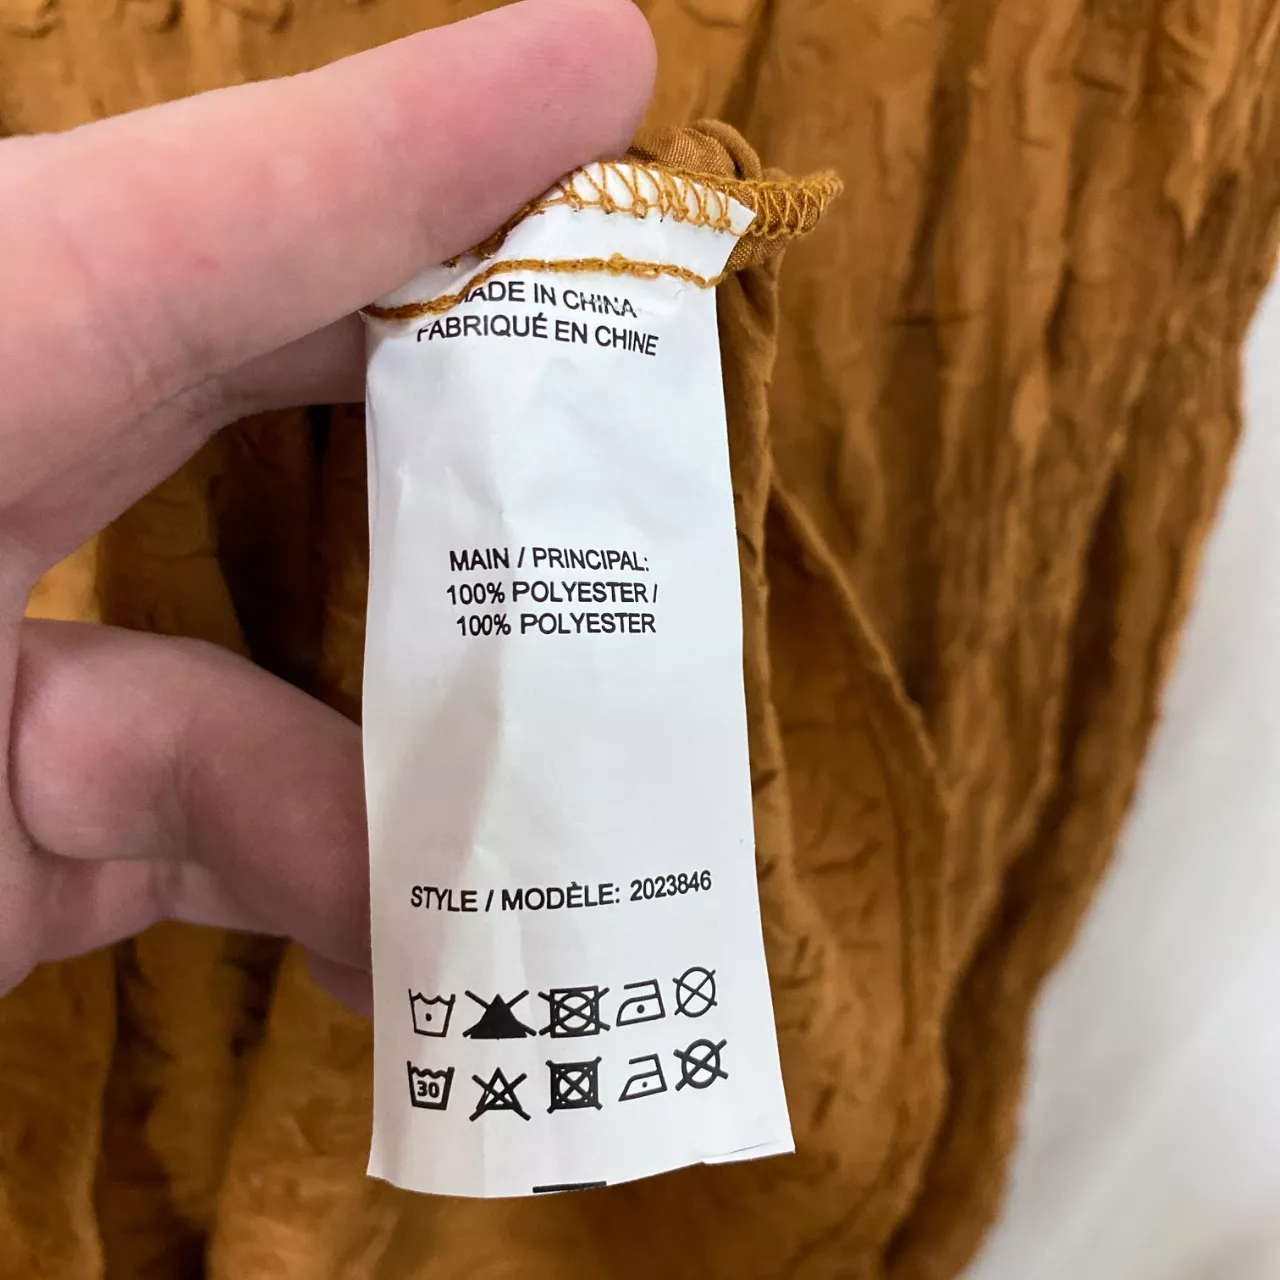 MADE IN CHINA
FABRIQUÉ EN CHINE
MAIN / PRINCIPAL:
100% POLYESTER /
100% POLYESTER
STYLE / MODÈLE: 2023846
30